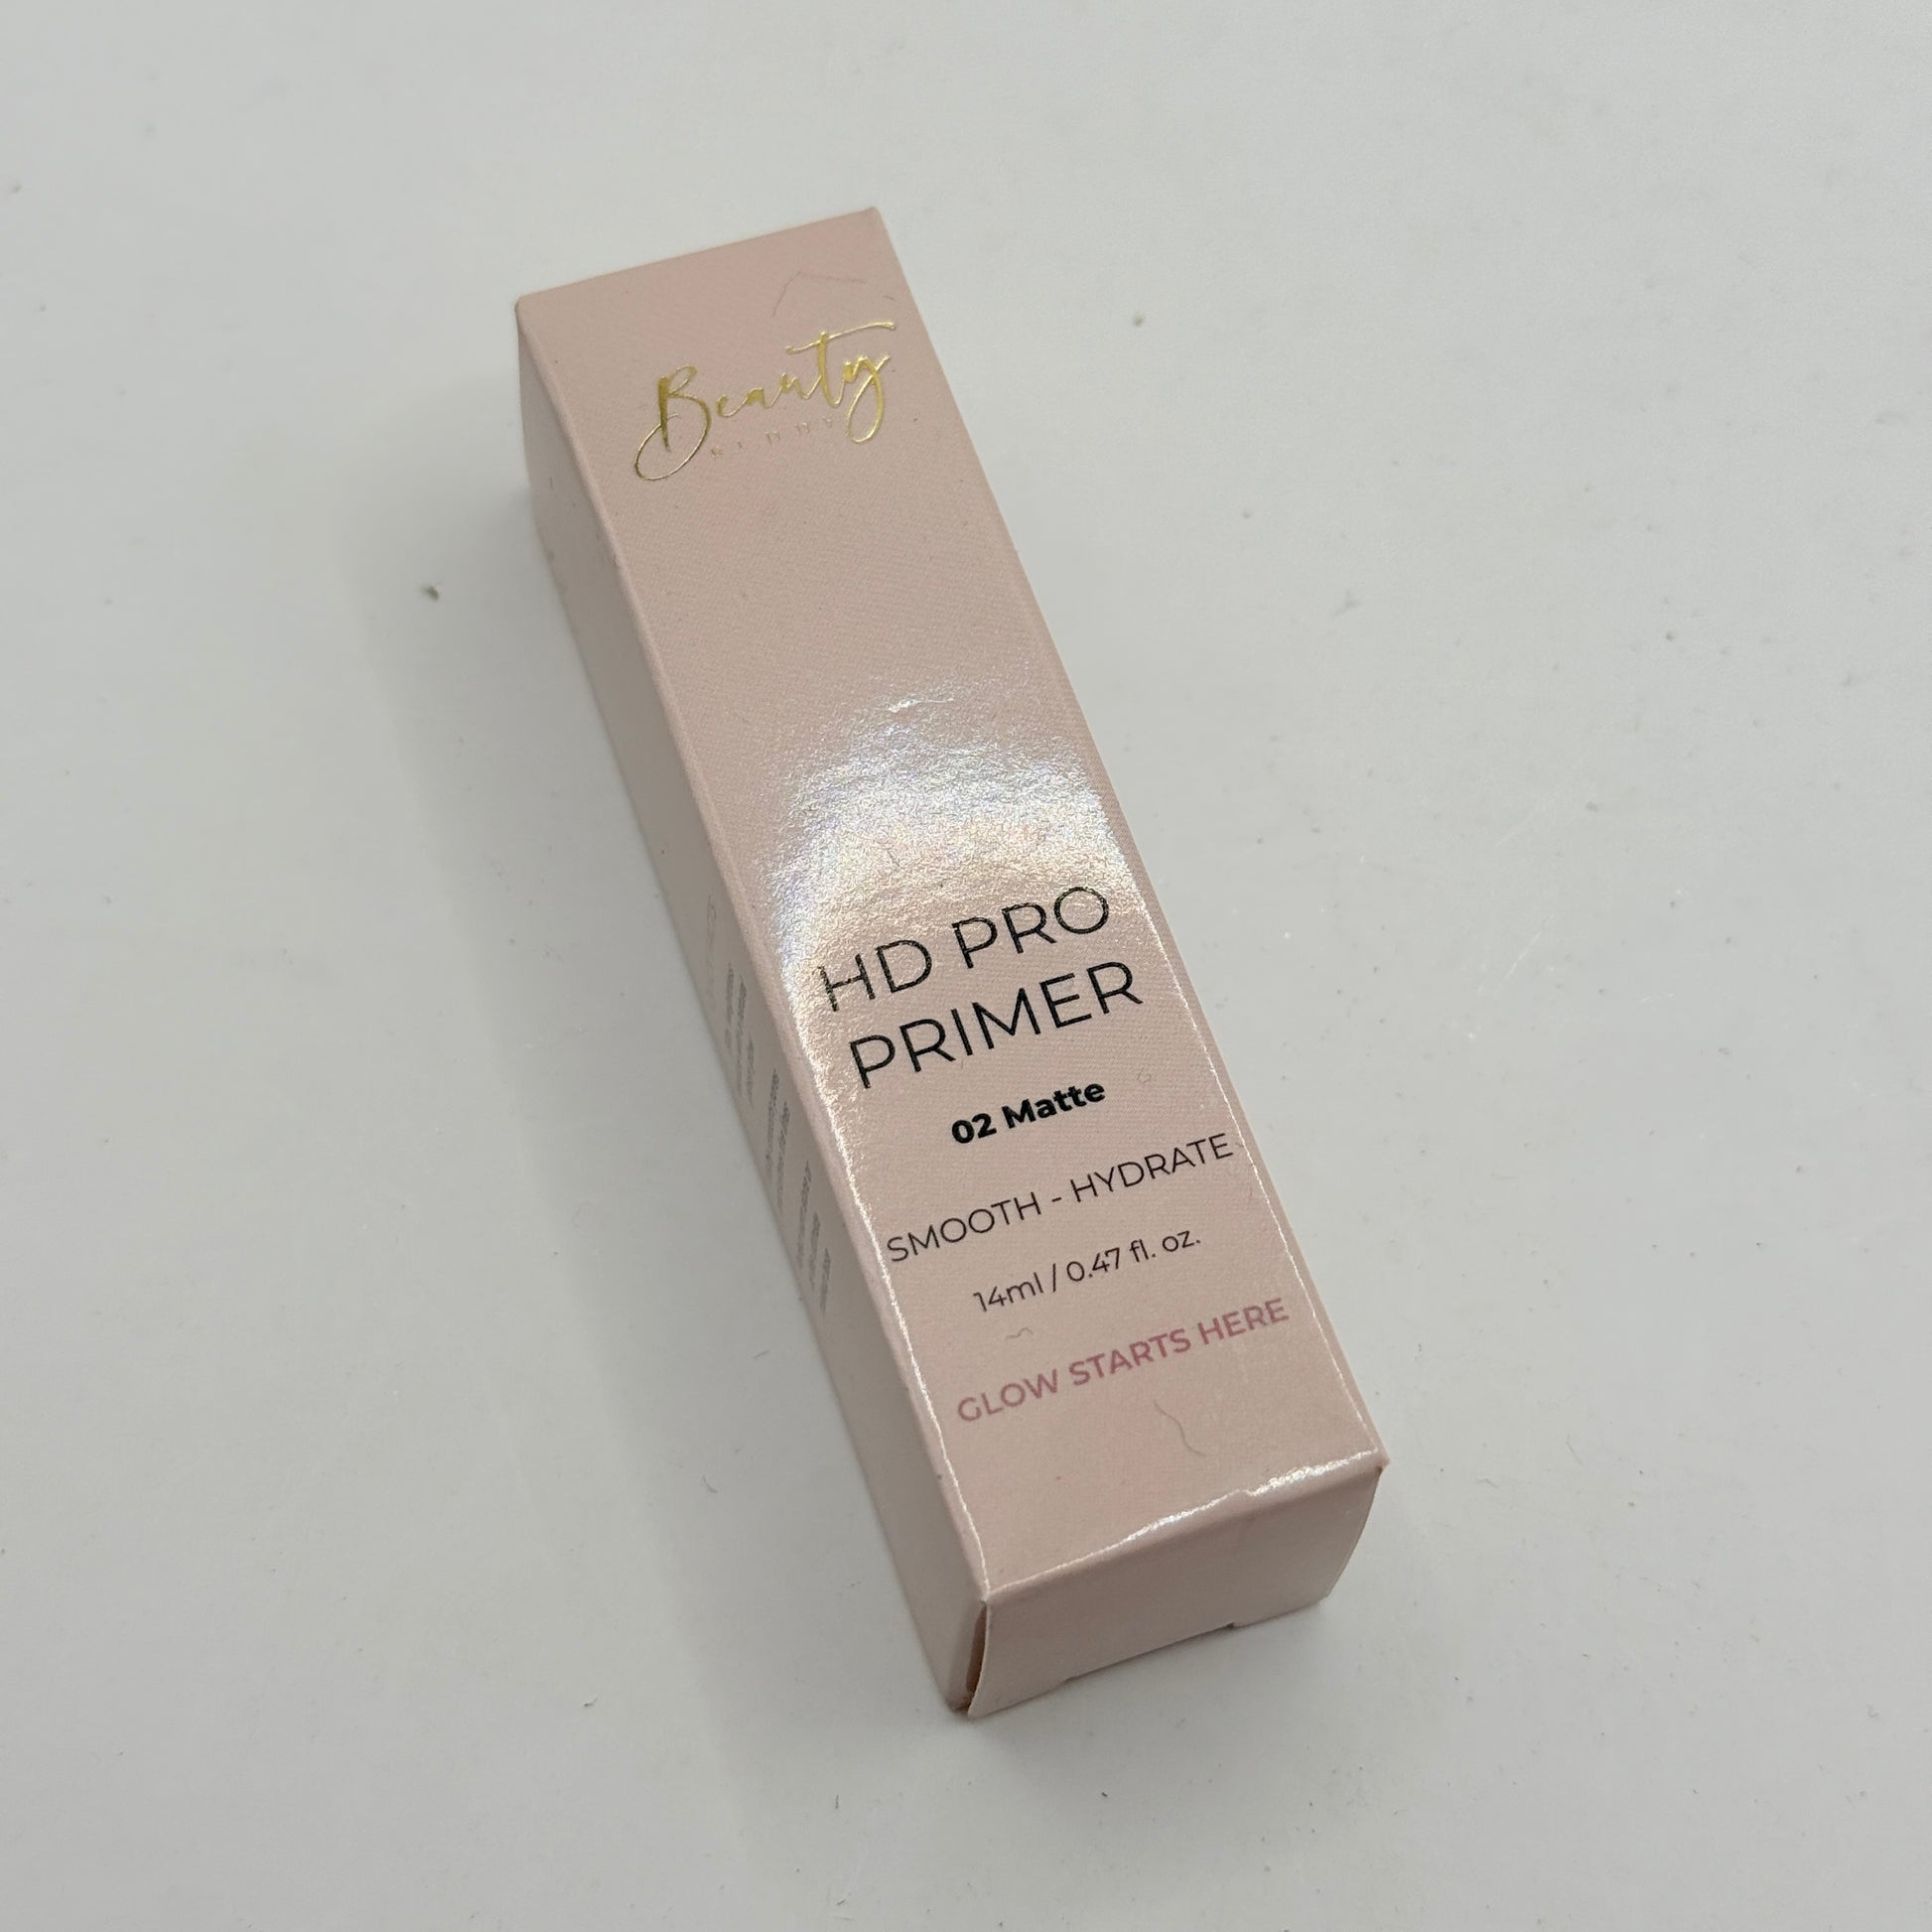 Beauty
HD PRO
PRIMER
02 Matte
SMOOTH - HYDRATE
14ml / 0.47 fl. oz.
GLOW STARTS HERE